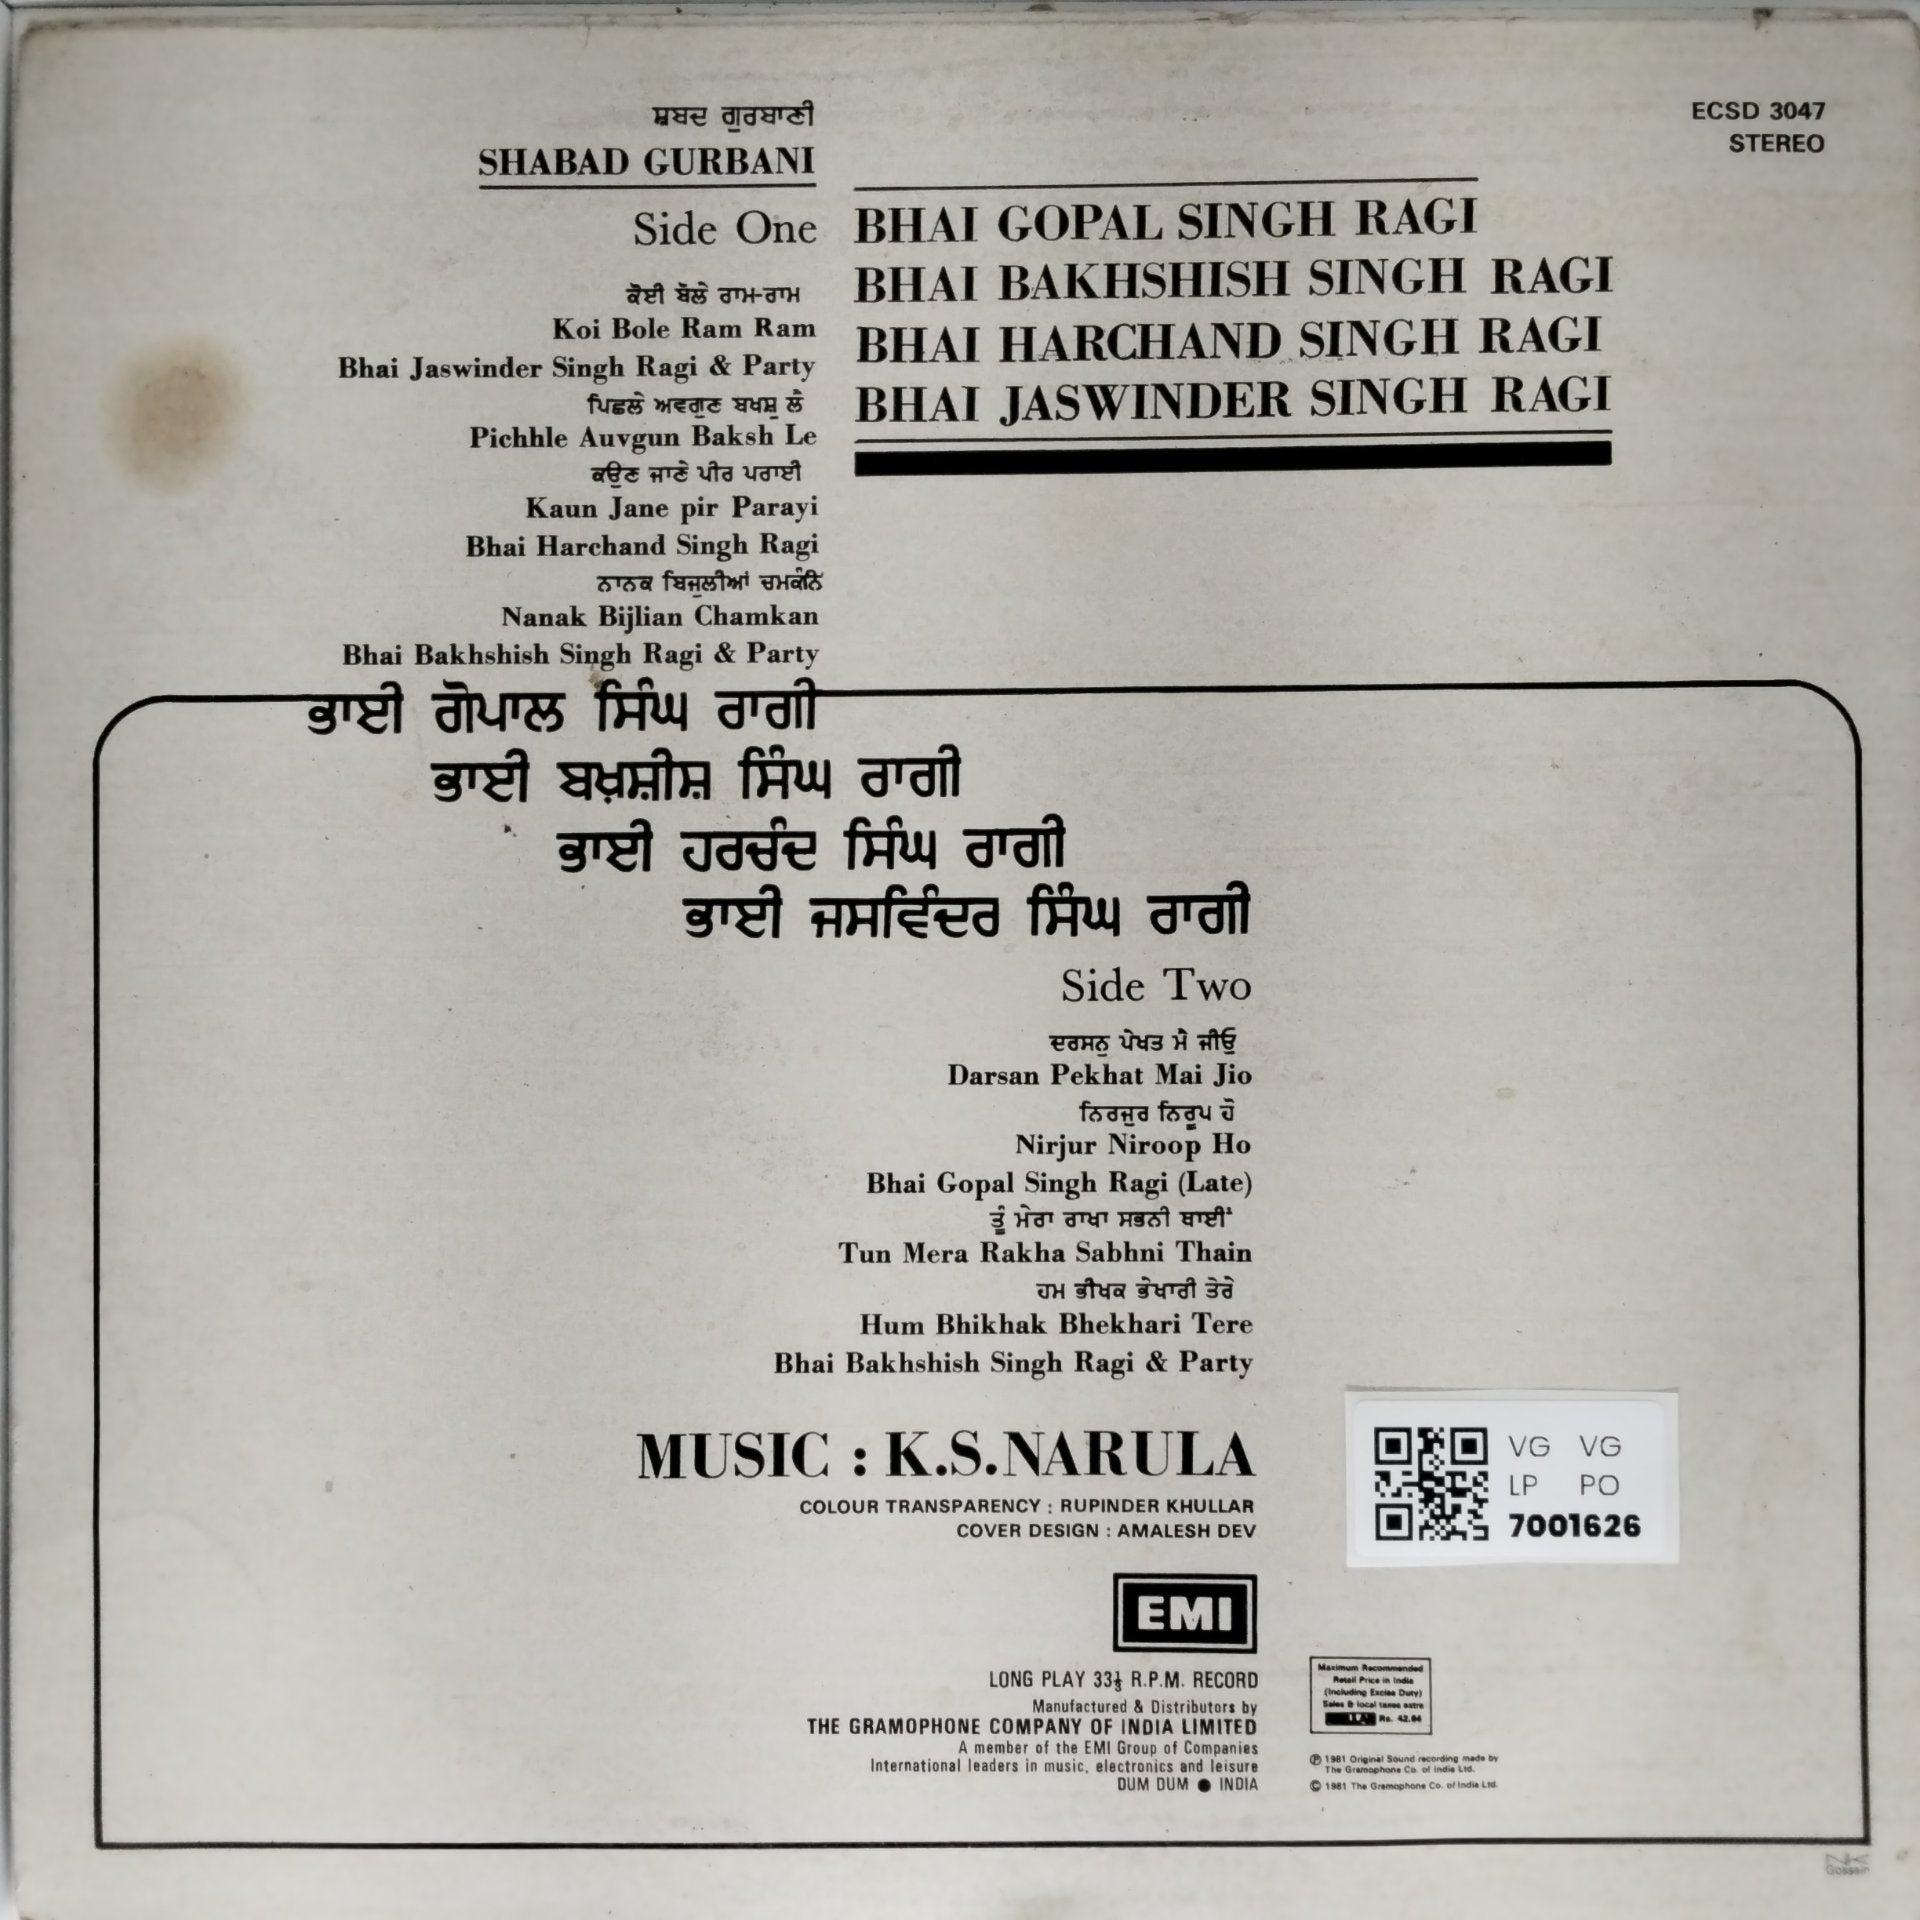 ਸ਼ਬਦ ਗੁਰਬਾਣੀ
SHABAD GURBANI
Side One
ਕੋਈ ਬੋਲੇ ਰਾਮ-ਰਾਮ
Koi Bole Ram Ram
Bhai Jaswinder Singh Ragi & Party
ਪਿਛਲੇ ਅਵਗੁਣ ਬਖਸ਼ੁ ਲੈ
Pichhle Auvgun Baksh Le
ਕਉਣ ਜਾਣੇ ਪੀਰ ਪਰਾਈ
Kaun Jane pir Parayi
Bhai Harchand Singh Ragi
ਨਾਨਕ ਬਿਜੁਲੀਆਂ ਚਮਕੰਨਿ
Nanak Bijlian Chamkan
Bhai Bakhshish Singh Ragi & Party
ECSD 3047
STEREO
BHAI GOPAL SINGH RAGI
BHAI BAKHSHISH SINGH RAGI
BHAI HARCHAND SINGH RAGI
BHAI JASWINDER SINGH RAGI
ਭਾਈ ਗੋਪਾਲ ਸਿੰਘ ਰਾਗੀ
ਭਾਈ ਬਖ਼ਸ਼ੀਸ਼ ਸਿੰਘ ਰਾਗੀ
ਭਾਈ ਹਰਚੰਦ ਸਿੰਘ ਰਾਗੀ
ਭਾਈ ਜਸਵਿੰਦਰ ਸਿੰਘ ਰਾਗੀ
Side Two
ਦਰਸਨੁ ਪੇਖਤ ਮੈ ਜੀਓੁ
Darsan Pekhat Mai Jio
ਨਿਰਜੁਰ ਨਿਰੂਪ ਹੋ
Nirjur Niroop Ho
Bhai Gopal Singh Ragi (Late)
ਤੂੰ ਮੇਰਾ ਰਾਖਾ ਸਭਨੀ ਥਾਈਂ
Tun Mera Rakha Sabhni Thain
ਹਮ ਭੀਖਕ ਭੇਖਾਰੀ ਤੇਰੇ
Hum Bhikhak Bhekhari Tere
Bhai Bakhshish Singh Ragi & Party
MUSIC : K.S.NARULA
COLOUR TRANSPARENCY : RUPINDER KHULLAR
COVER DESIGN : AMALESH DEV
VG VG
LP PO
7001626
EMI
LONG PLAY 33⅓ R.P.M. RECORD
Manufactured & Distributors by
THE GRAMOPHONE COMPANY OF INDIA LIMITED
A member of the EMI Group of Companies
International leaders in music, electronics and leisure
DUM DUM ● INDIA
Maximum Recommended
Retail Price in India
(Including Excise Duty)
Sales & local taxes extra
Rs. 42.04
Ⓟ 1981 Original Sound recording made by
The Gramophone Co. of India Ltd.
© 1981 The Gramophone Co. of India Ltd.
Gossain